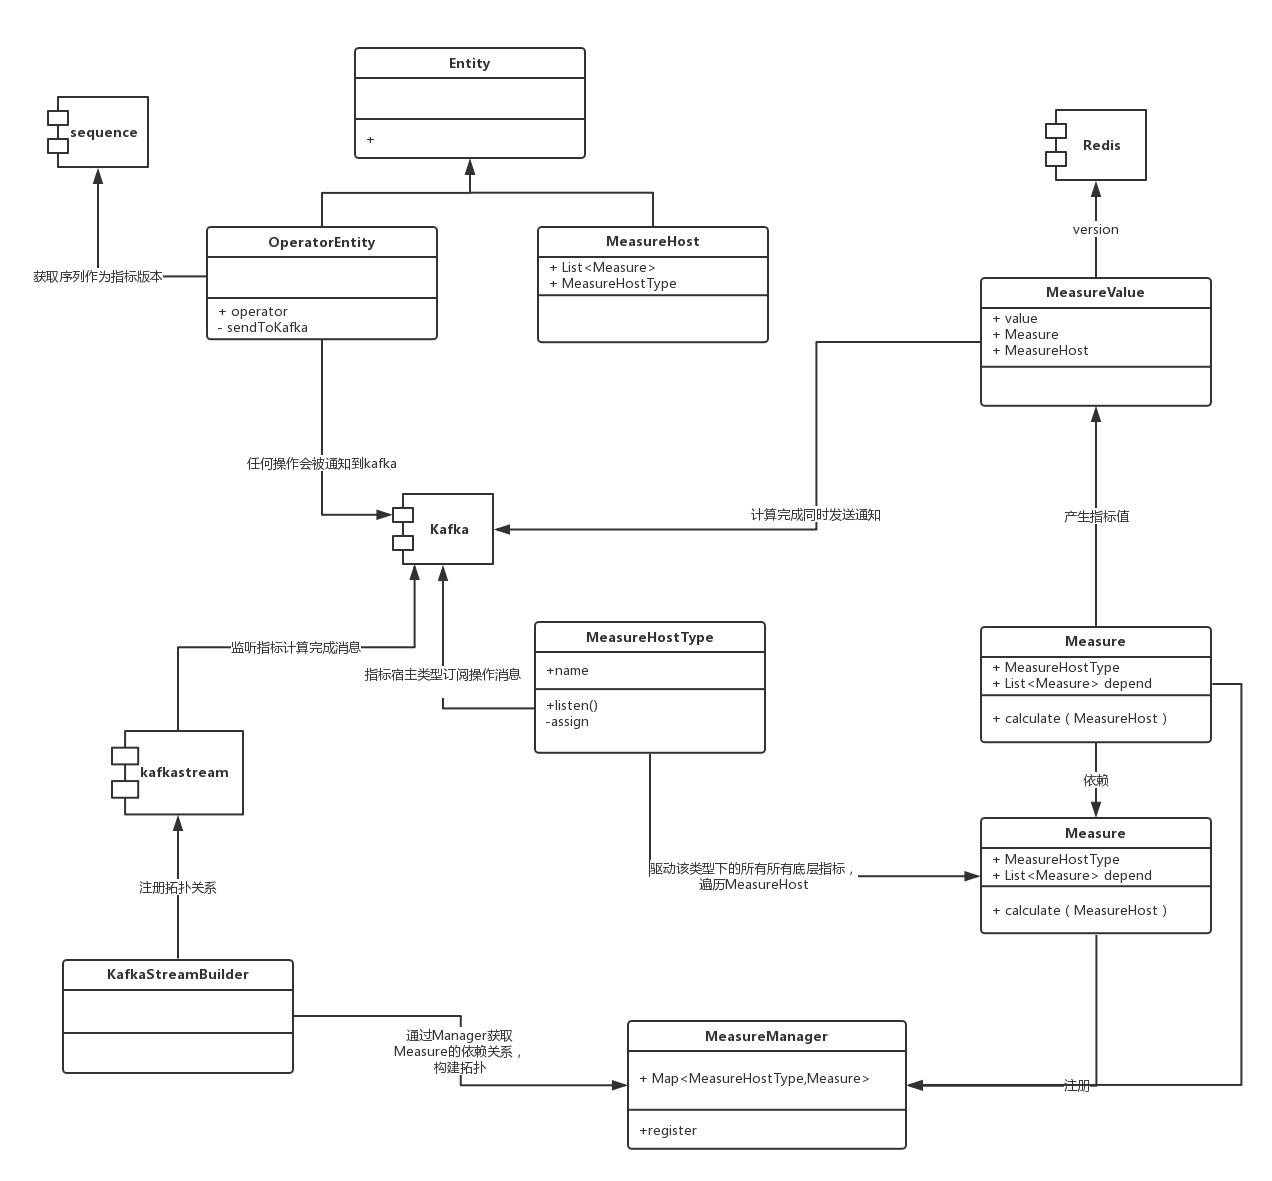 Entity
+
sequence
Redis
version
OperatorEntity
+ operator
- sendToKafka
获取序列作为指标版本
MeasureHost
+ List<Measure>
+ MeasureHostType
MeasureValue
+ value
+ Measure
+ MeasureHost
任何操作会被通知到kafka
Kafka
计算完成同时发送通知
产生指标值
监听指标计算完成消息
指标宿主类型订阅操作消息
MeasureHostType
+name
+listen()
-assign
Measure
+ MeasureHostType
+ List<Measure> depend
+ calculate ( MeasureHost )
依赖
kafkastream
Measure
+ MeasureHostType
+ List<Measure> depend
+ calculate ( MeasureHost )
驱动该类型下的所有所有底层指标，
遍历MeasureHost
注册拓扑关系
KafkaStreamBuilder
通过Manager获取
Measure的依赖关系，
构建拓扑
MeasureManager
+ Map<MeasureHostType,Measure>
+register
注册